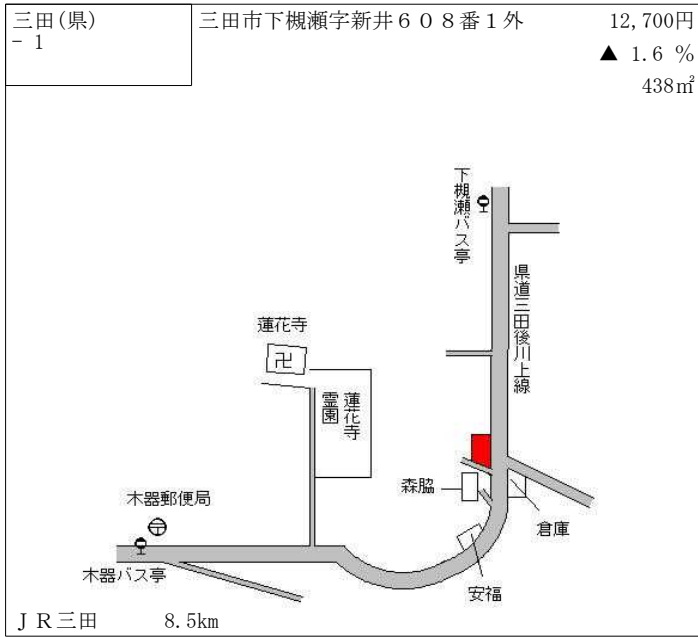 三田(県)
- 1
三田市下槻瀬字新井６０８番１外
12,700円
▲ 1.6 %
438㎡
下槻瀬バス亭
県道三田後川上線
蓮花寺
卍
蓮花寺
霊園
森脇
倉庫
木器郵便局
〒
木器バス亭
安福
ＪＲ三田 8.5km